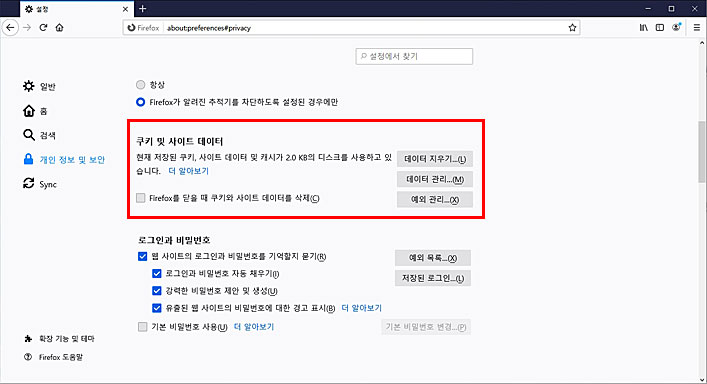 설정
Firefox
about:preferences#privacy
설정에서 찾기
일반
홈
검색
개인 정보 및 보안
Sync
확장 기능 및 테마
Firefox 도움말
항상
Firefox가 알려진 추적기를 차단하도록 설정된 경우에만
쿠키 및 사이트 데이터
현재 저장된 쿠키, 사이트 데이터 및 캐시가 2.0 KB의 디스크를 사용하고 있
습니다. 더 알아보기
데이터 지우기...(L)
데이터 관리...(M)
Firefox를 닫을 때 쿠키와 사이트 데이터를 삭제(C)
예외 관리...(X)
로그인과 비밀번호
웹 사이트의 로그인과 비밀번호를 기억할지 묻기(R)
예외 목록...(X)
로그인과 비밀번호 자동 채우기(I)
저장된 로그인...(L)
강력한 비밀번호 제안 및 생성(U)
유출된 웹 사이트의 비밀번호에 대한 경고 표시(B) 더 알아보기
기본 비밀번호 사용(U) 더 알아보기
기본 비밀번호 변경...(P)